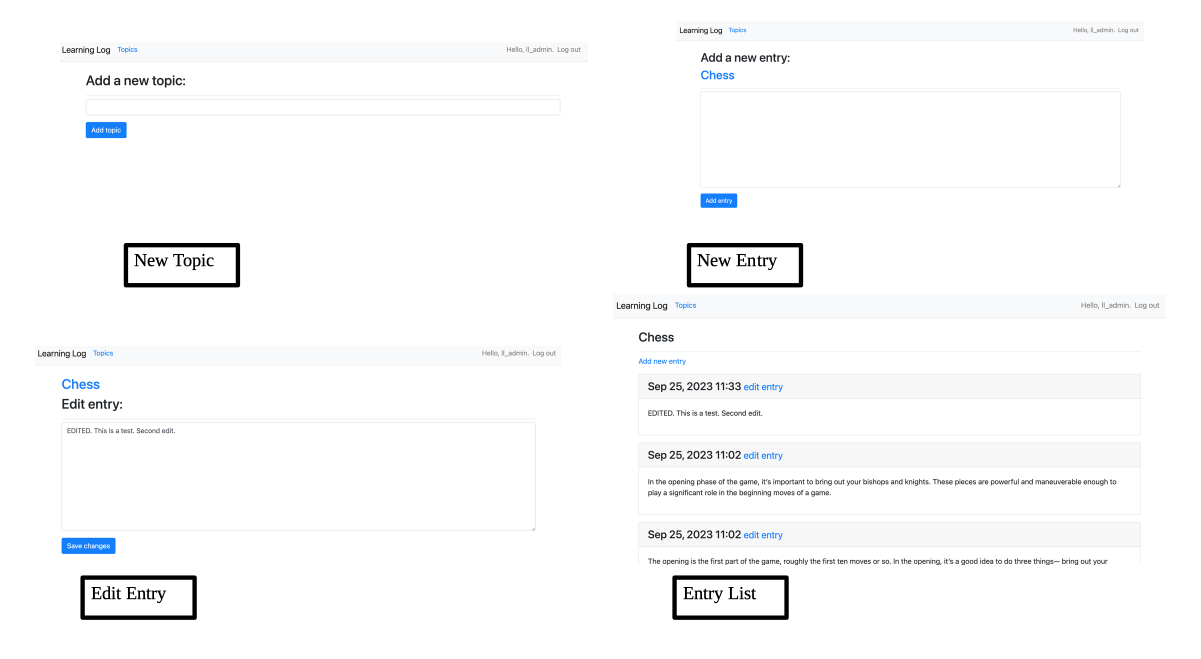 Learning Log Topics Hello, ll_admin. Log out
Add a new topic:
Add topic
New Topic
Learning Log Topics Hello, ll_admin. Log out
Add a new entry:
Chess
Add entry
New Entry
Learning Log Topics Hello, ll_admin. Log out
Chess
Edit entry:
EDITED. This is a test. Second edit.
Save changes
Edit Entry
Learning Log Topics Hello, ll_admin. Log out
Chess
Add new entry
Sep 25, 2023 11:33 edit entry
EDITED. This is a test. Second edit.
Sep 25, 2023 11:02 edit entry
In the opening phase of the game, it's important to bring out your bishops and knights. These pieces are powerful and maneuverable enough to
play a significant role in the beginning moves of a game.
Sep 25, 2023 11:02 edit entry
The opening is the first part of the game, roughly the first ten moves or so. In the opening, it's a good idea to do three things— bring out your
Entry List